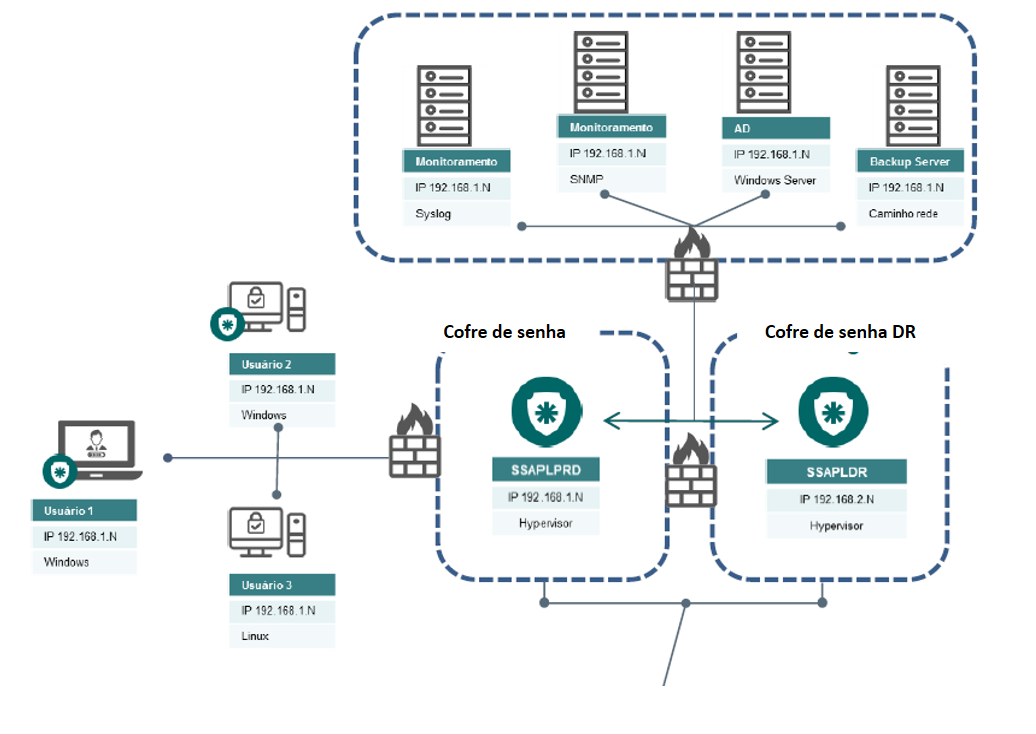 Monitoramento
IP 192.168.1.N
Syslog
Monitoramento
IP 192.168.1.N
SNMP
AD
IP 192.168.1.N
Windows Server
Backup Server
IP 192.168.1.N
Caminho rede
Usuário 2
IP 192.168.1.N
Windows
Usuário 1
IP 192.168.1.N
Windows
Usuário 3
IP 192.168.1.N
Linux
Cofre de senha
SSAPLPRD
IP 192.168.1.N
Hypervisor
Cofre de senha DR
SSAPLDR
IP 192.168.2.N
Hypervisor